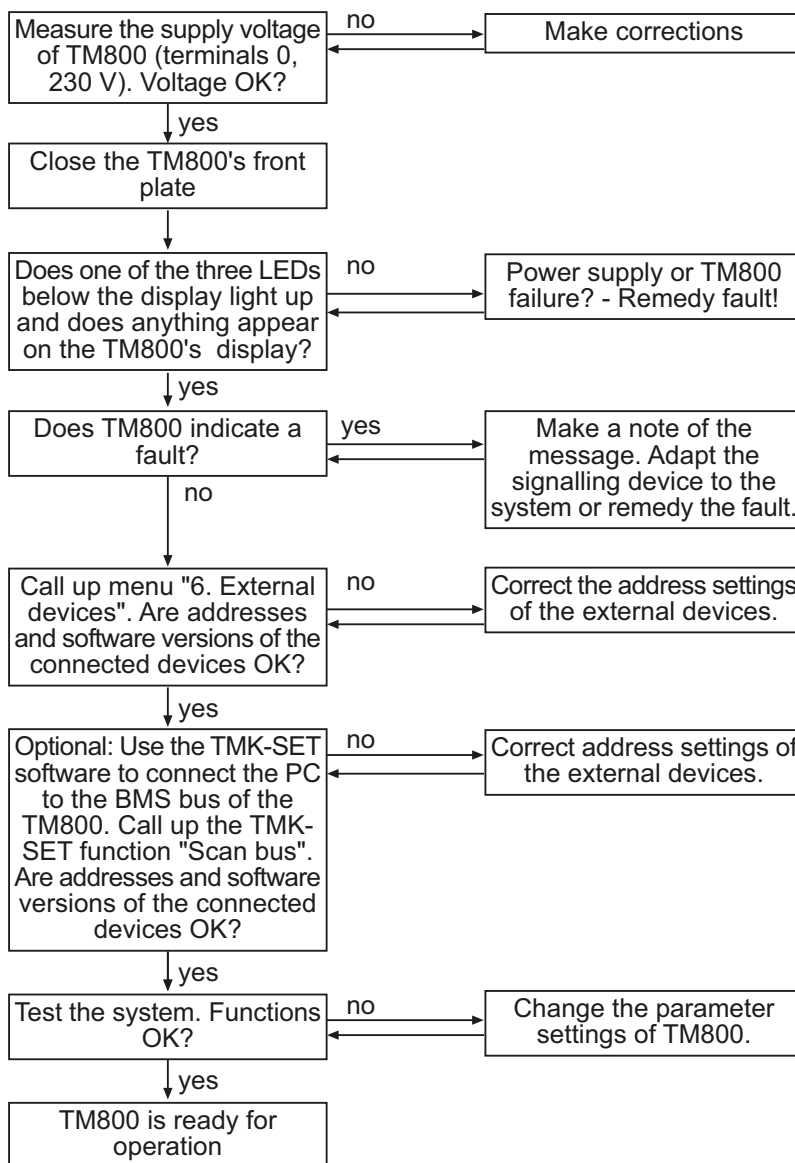 Measure the supply voltage
of TM800 (terminals 0,
230 V). Voltage OK?
no
Make corrections
yes
Close the TM800's front
plate
Does one of the three LEDs
below the display light up
and does anything appear
on the TM800's display?
no
Power supply or TM800
failure? - Remedy fault!
yes
Does TM800 indicate a
fault?
yes
Make a note of the
message. Adapt the
signalling device to the
system or remedy the fault.
no
Call up menu "6. External
devices". Are addresses
and software versions of the
connected devices OK?
no
Correct the address settings
of the external devices.
yes
Optional: Use the TMK-SET
software to connect the PC
to the BMS bus of the
TM800. Call up the TMK-
SET function "Scan bus".
Are addresses and software
versions of the connected
devices OK?
no
Correct address settings of
the external devices.
yes
Test the system. Functions
OK?
no
Change the parameter
settings of TM800.
yes
TM800 is ready for
operation